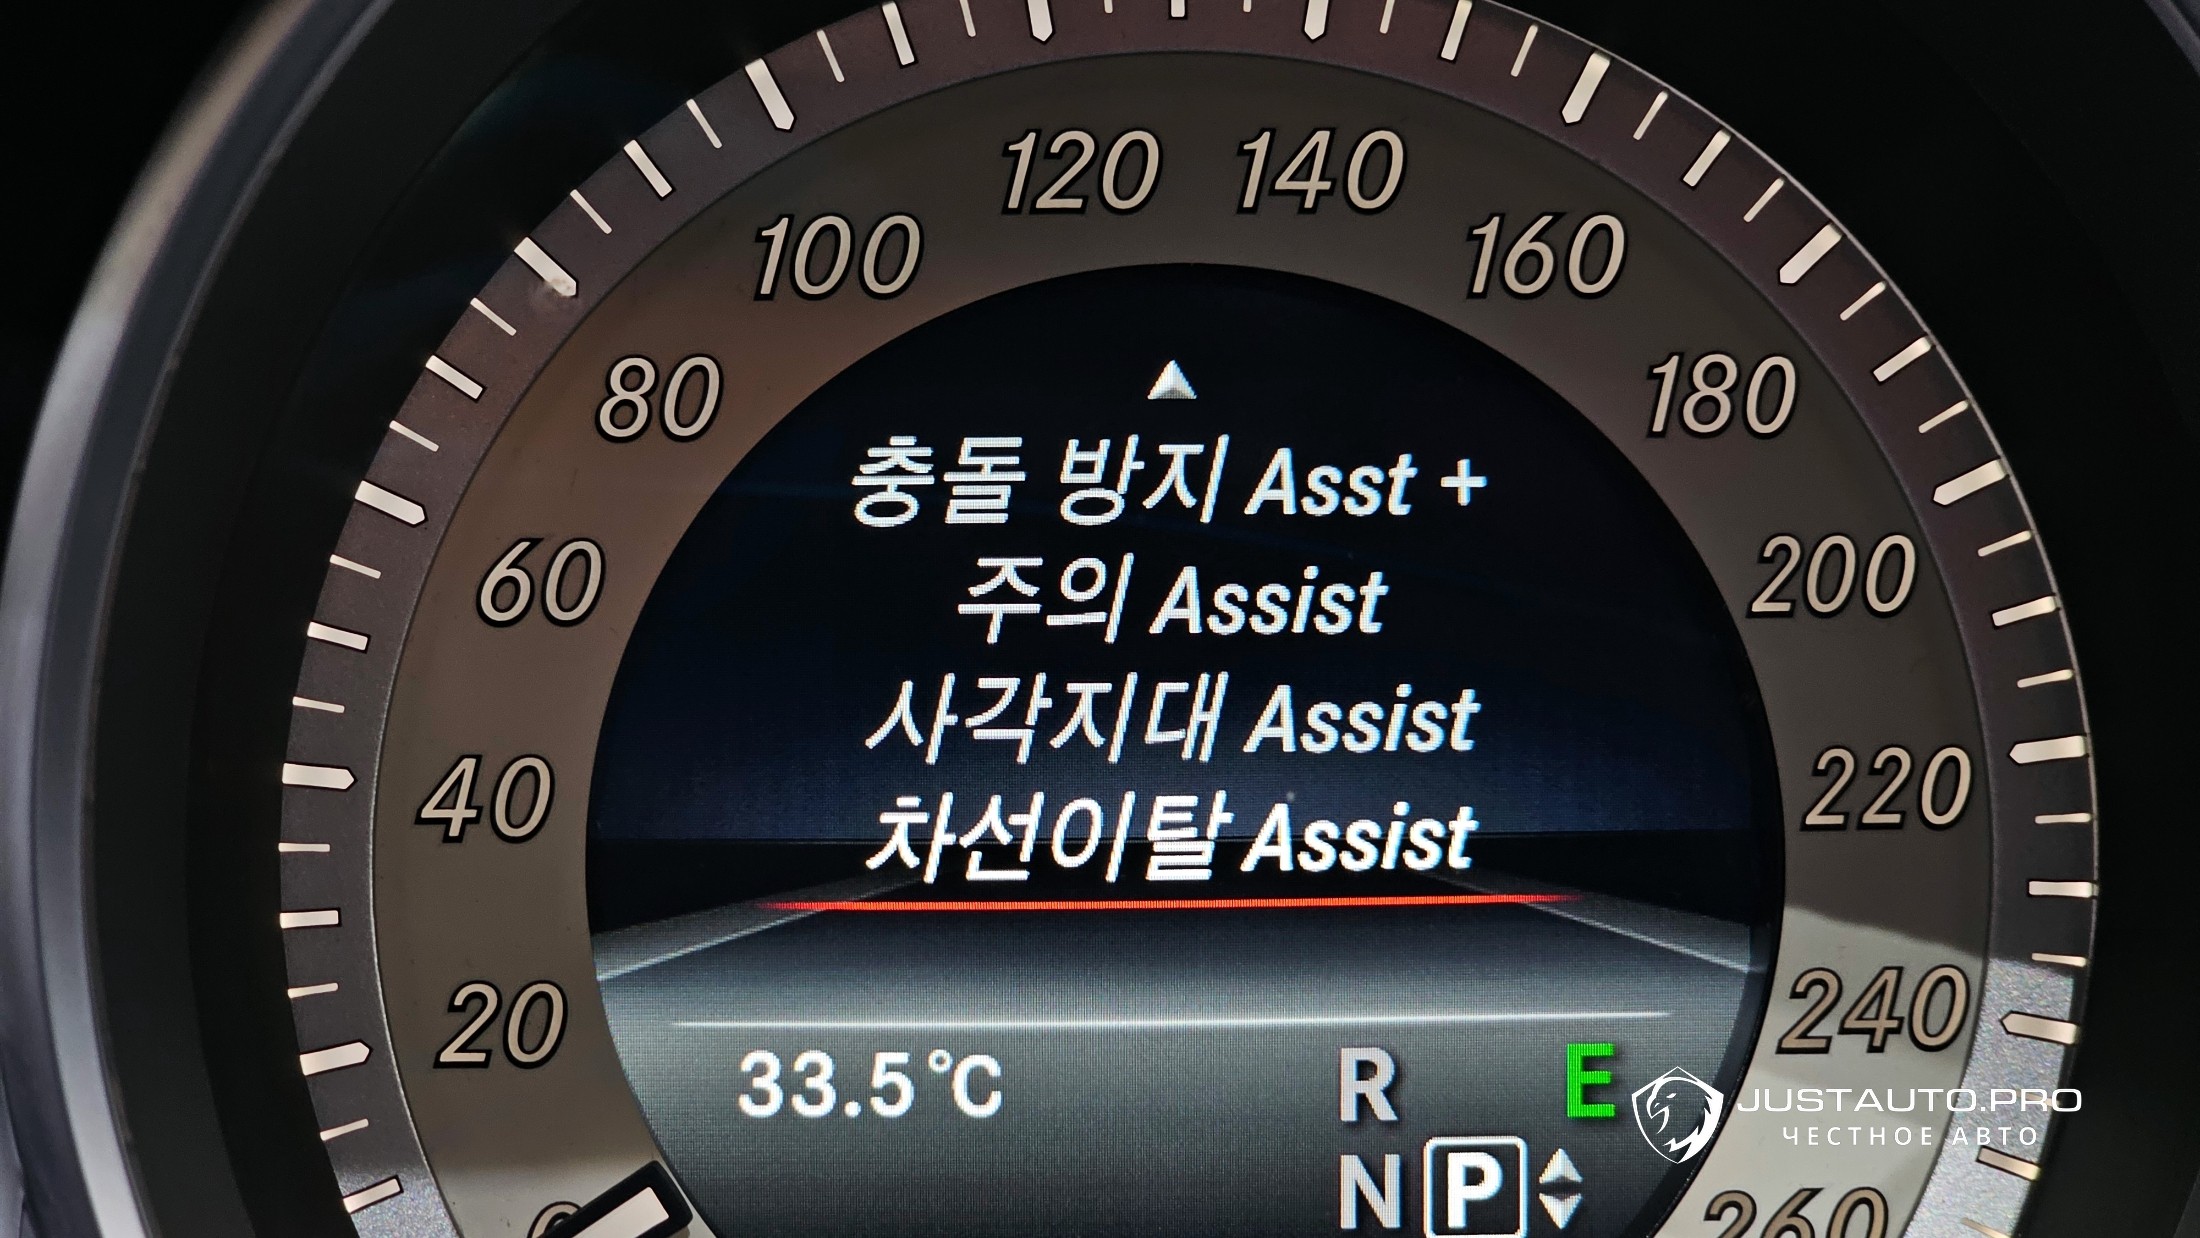 120 140
100 160
80 180
충돌 방지 Asst +
60 200
주의 Assist
사각지대 Assist
40 220
차선이탈 Assist
20 240
33.5°C R E
JUSTAUTO.PRO
ЧЕСТНОЕ АВТО
N P
0 260